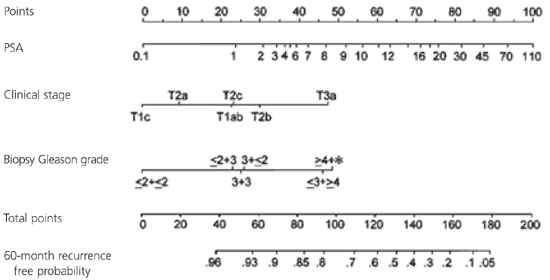 Points 0 10 20 30 40 50 60 70 80 90 100
PSA
0.1 1 2 3 4 6 7 8 9 10 12 16 20 30 45 70 110
Clinical stage
T2a T2c T3a
T1c T1ab T2b
Biopsy Gleason grade
≤2+3 3+≤2 ≥4+*
≤2+≤2 3+3 ≤3+≥4
Total points
0 20 40 60 80 100 120 140 160 180 200
60-month recurrence
free probability
.96 .93 .9 .85 .8 .7 .6 .5 .4 .3 .2 .1 .05